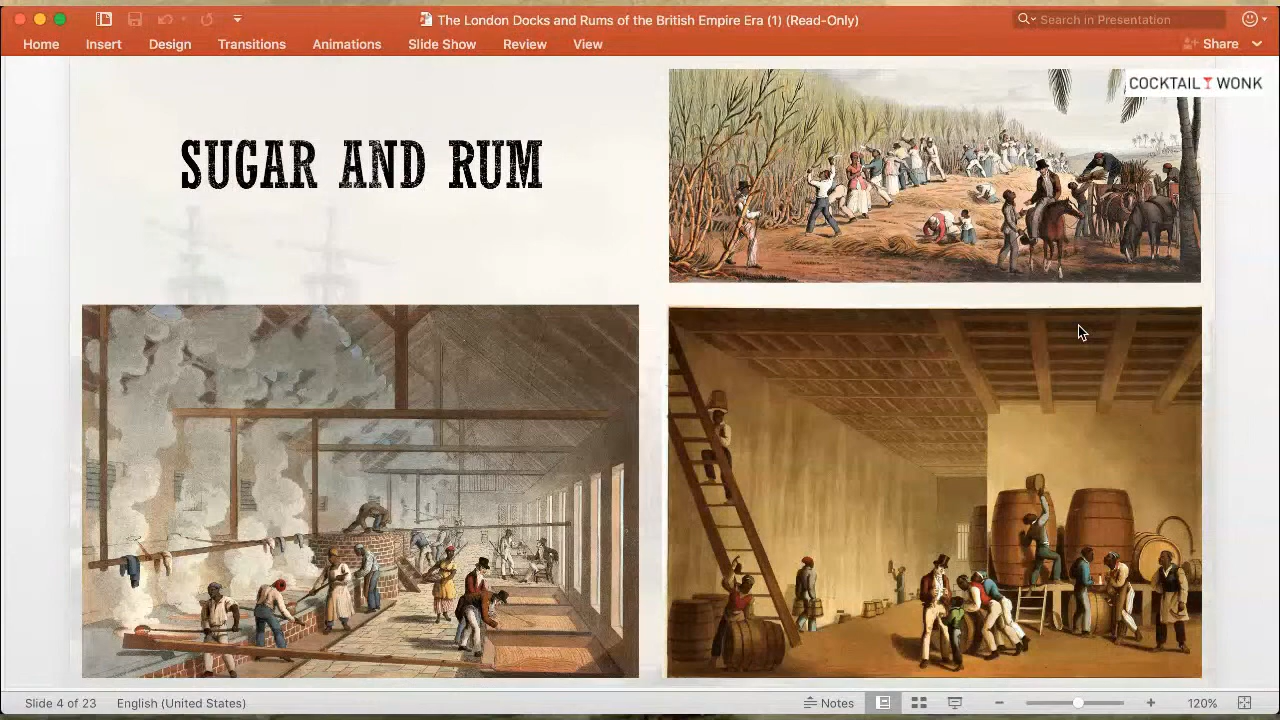 The London Docks and Rums of the British Empire Era (1) (Read-Only)
Search in Presentation
Home Insert Design Transitions Animations Slide Show Review View Share
COCKTAIL WONK
SUGAR AND RUM
Slide 4 of 23 English (United States) Notes 120%